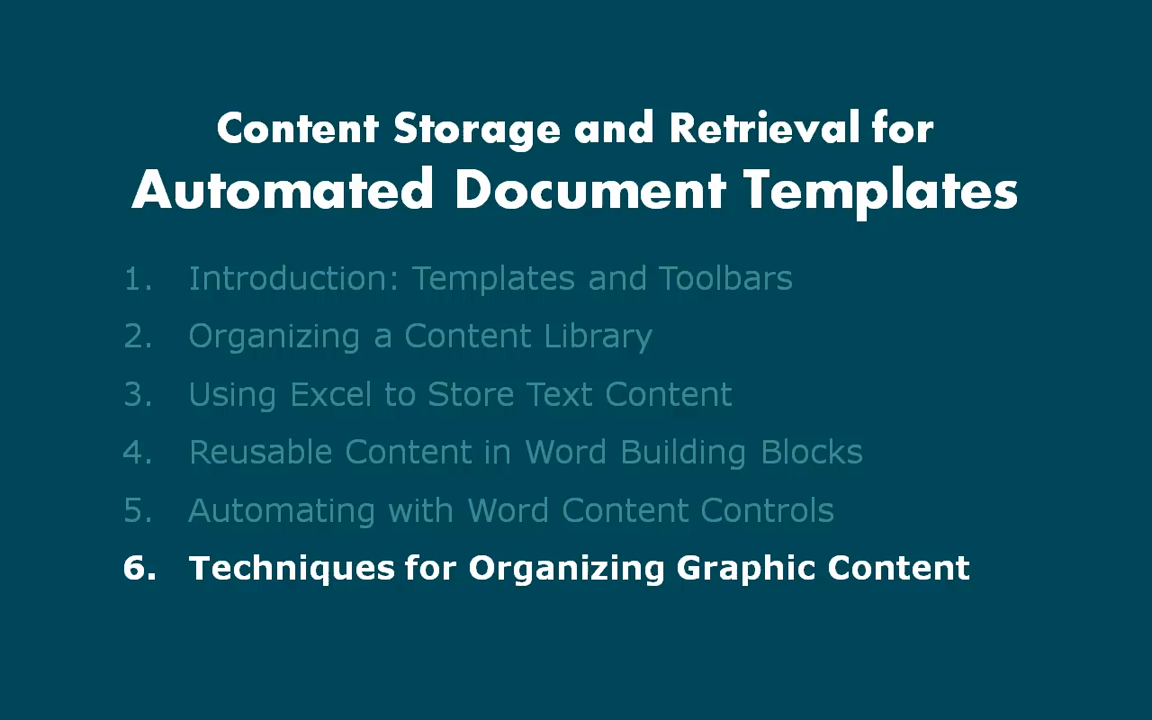 Content Storage and Retrieval for
Automated Document Templates
1. Introduction: Templates and Toolbars
2. Organizing a Content Library
3. Using Excel to Store Text Content
4. Reusable Content in Word Building Blocks
5. Automating with Word Content Controls
6. Techniques for Organizing Graphic Content